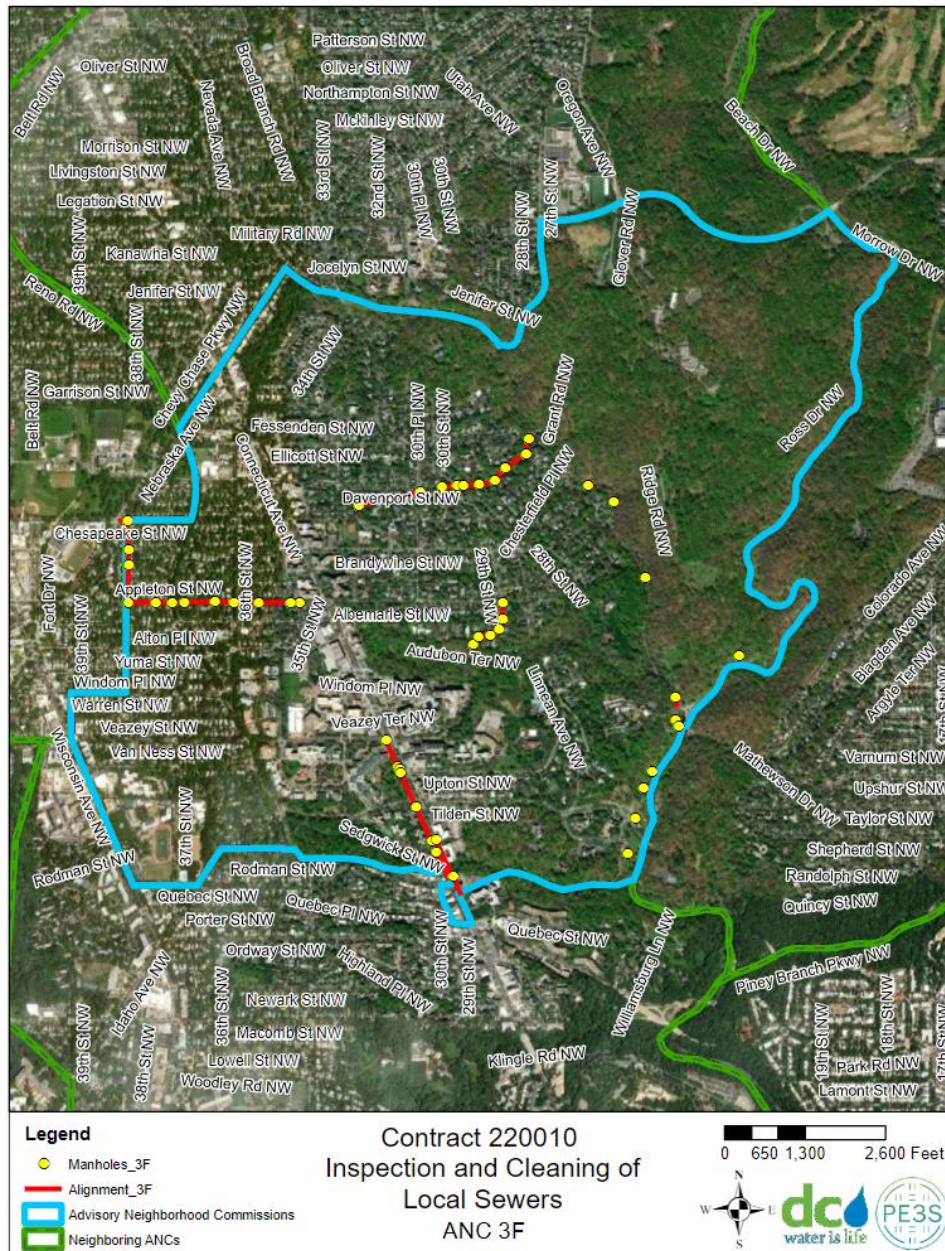 Patterson St NW
Oliver St NW
Oliver St NW
Belt Rd NW
Nevada Ave NW
Broad Branch Rd NW
Northampton St NW
Utah Ave NW
Oregon Ave NW
Mckinley St NW
Beach Dr NW
Morrison St NW
Livingston St NW
33rd St NW
32nd St NW
30th Pl NW
30th St NW
Legation St NW
28th St NW
27th St NW
Glover Rd NW
Military Rd NW
Morrow Dr NW
39th St NW
Kanawha St NW
Jocelyn St NW
Jenifer St NW
Jenifer St NW
Reno Rd NW
38th St NW
Chevy Chase Pkwy NW
34th St NW
Garrison St NW
Belt Rd NW
Nebraska Ave NW
Fessenden St NW
30th Pl NW
30th St NW
Grant Rd NW
Ross Dr NW
Ellicott St NW
Connecticut Ave NW
Davenport St NW
Chesterfield Pl NW
Ridge Rd NW
Chesapeake St NW
Brandywine St NW
29th St NW
28th St NW
Fort Dr NW
Appleton St NW
36th St NW
Albemarle St NW
Colorado Ave NW
39th St NW
Alton Pl NW
35th St NW
Audubon Ter NW
Blagden Ave NW
Yuma St NW
Windom Pl NW
Windom Pl NW
Linnean Ave NW
Argyle Ter NW
17th St NW
Warren St NW
Veazey St NW
Veazey Ter NW
Van Ness St NW
Wisconsin Ave NW
Upton St NW
Mathewson Dr NW
Varnum St NW
Upshur St NW
Tilden St NW
Taylor St NW
37th St NW
Sedgwick St NW
Shepherd St NW
Rodman St NW
Rodman St NW
Randolph St NW
Quebec St NW
Quebec Pl NW
Quincy St NW
Porter St NW
30th St NW
29th St NW
Quebec St NW
Ordway St NW
Highland Pl NW
Williamsburg Ln NW
Piney Branch Pkwy NW
Idaho Ave NW
36th St NW
Newark St NW
39th St NW
38th St NW
Macomb St NW
Lowell St NW
Woodley Rd NW
Klingle Rd NW
19th St NW
18th St NW
17th St NW
Park Rd NW
Lamont St NW
Legend
Manholes_3F
Alignment_3F
Advisory Neighborhood Commissions
Neighboring ANCs
Contract 220010
Inspection and Cleaning of
Local Sewers
ANC 3F
0 650 1,300 2,600 Feet
N
W E
S
dc
water is life
PE3S